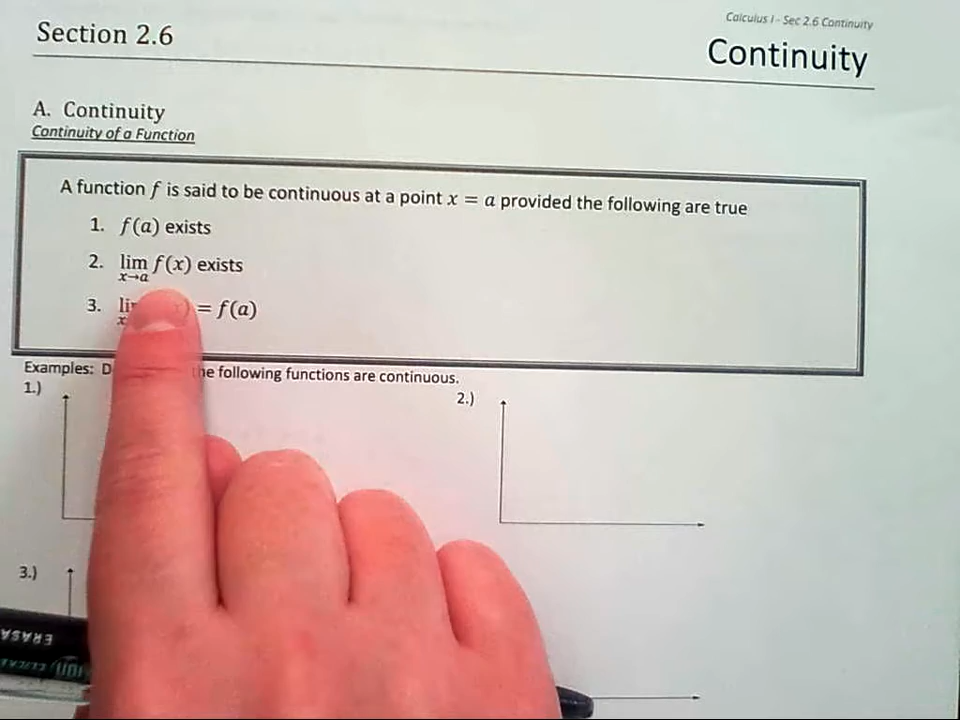 Calculus I - Sec 2.6 Continuity
Section 2.6
Continuity
A. Continuity
Continuity of a Function
A function f is said to be continuous at a point x = a provided the following are true
1. f(a) exists
2. lim f(x) exists
x→a
3. = f(a)
Examples: the following functions are continuous.
1.)
2.)
3.)
ERASA